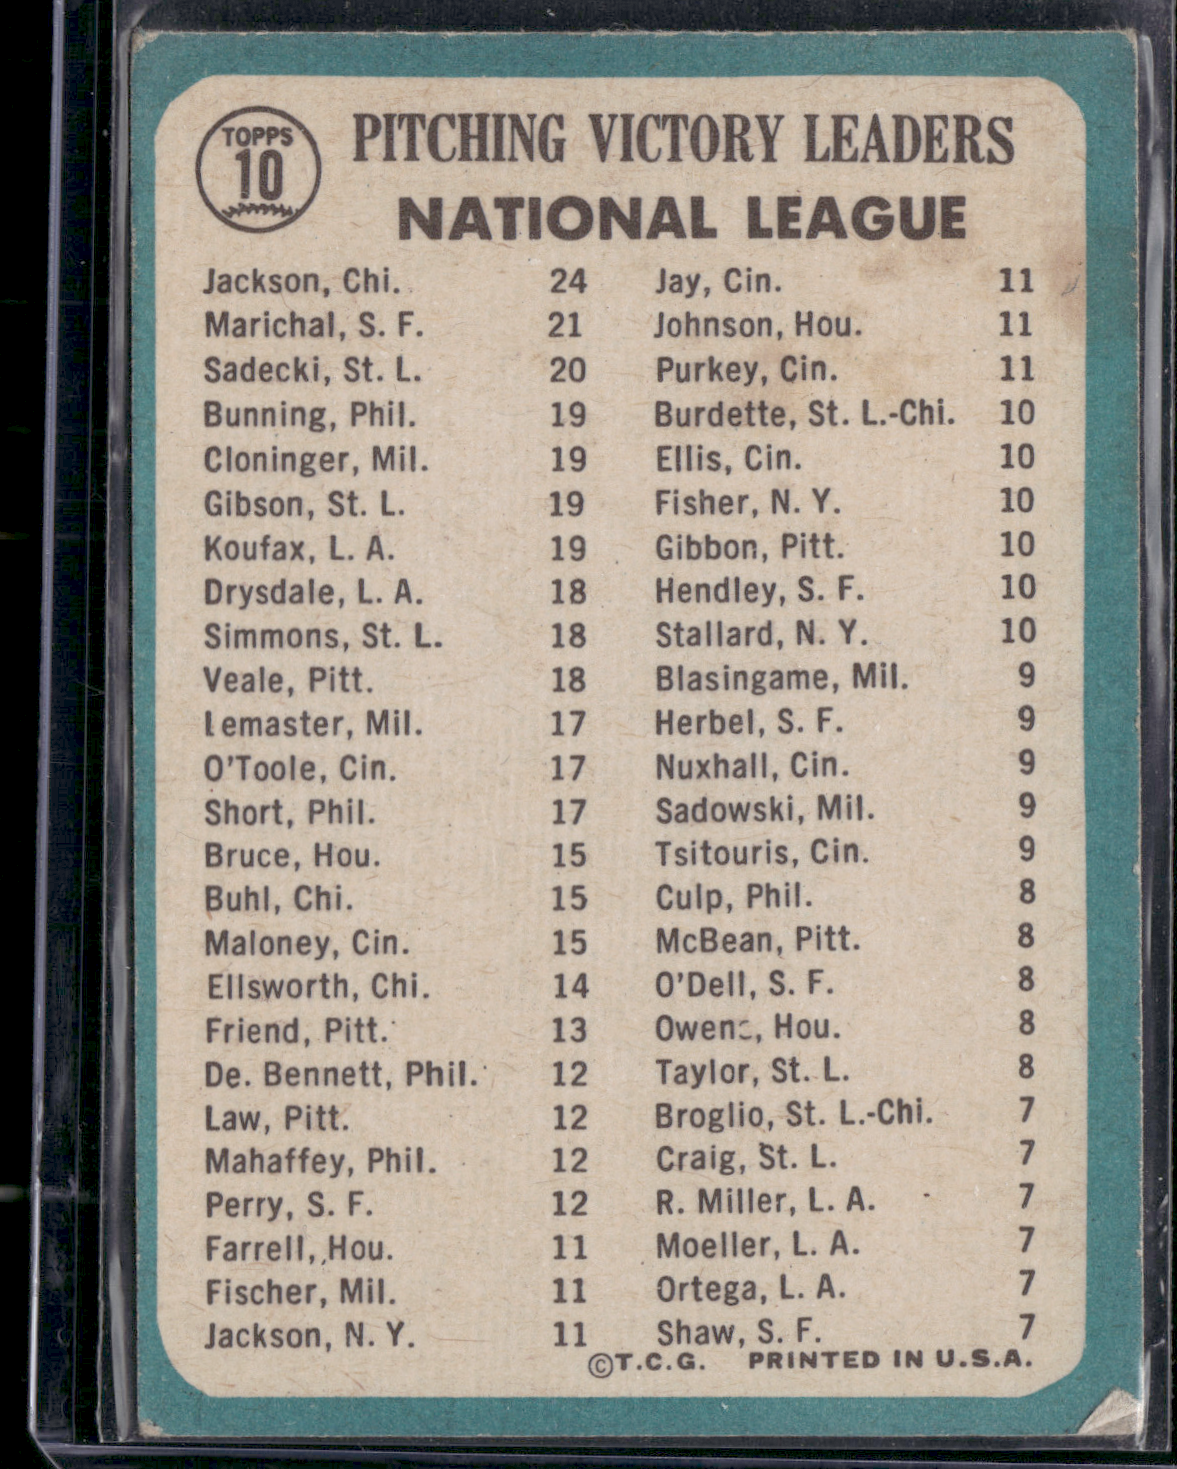 TOPPS
10
PITCHING VICTORY LEADERS
NATIONAL LEAGUE
Jackson, Chi. 24
Marichal, S. F. 21
Sadecki, St. L. 20
Bunning, Phil. 19
Cloninger, Mil. 19
Gibson, St. L. 19
Koufax, L. A. 19
Drysdale, L. A. 18
Simmons, St. L. 18
Veale, Pitt. 18
Lemaster, Mil. 17
O'Toole, Cin. 17
Short, Phil. 17
Bruce, Hou. 15
Buhl, Chi. 15
Maloney, Cin. 15
Ellsworth, Chi. 14
Friend, Pitt. 13
De. Bennett, Phil. 12
Law, Pitt. 12
Mahaffey, Phil. 12
Perry, S. F. 12
Farrell, Hou. 11
Fischer, Mil. 11
Jackson, N. Y. 11
Jay, Cin. 11
Johnson, Hou. 11
Purkey, Cin. 11
Burdette, St. L.-Chi. 10
Ellis, Cin. 10
Fisher, N. Y. 10
Gibbon, Pitt. 10
Hendley, S. F. 10
Stallard, N. Y. 10
Blasingame, Mil. 9
Herbel, S. F. 9
Nuxhall, Cin. 9
Sadowski, Mil. 9
Tsitouris, Cin. 9
Culp, Phil. 8
McBean, Pitt. 8
O'Dell, S. F. 8
Owens, Hou. 8
Taylor, St. L. 8
Broglio, St. L.-Chi. 7
Craig, St. L. 7
R. Miller, L. A. 7
Moeller, L. A. 7
Ortega, L. A. 7
Shaw, S. F. 7
©T.C.G. PRINTED IN U.S.A.